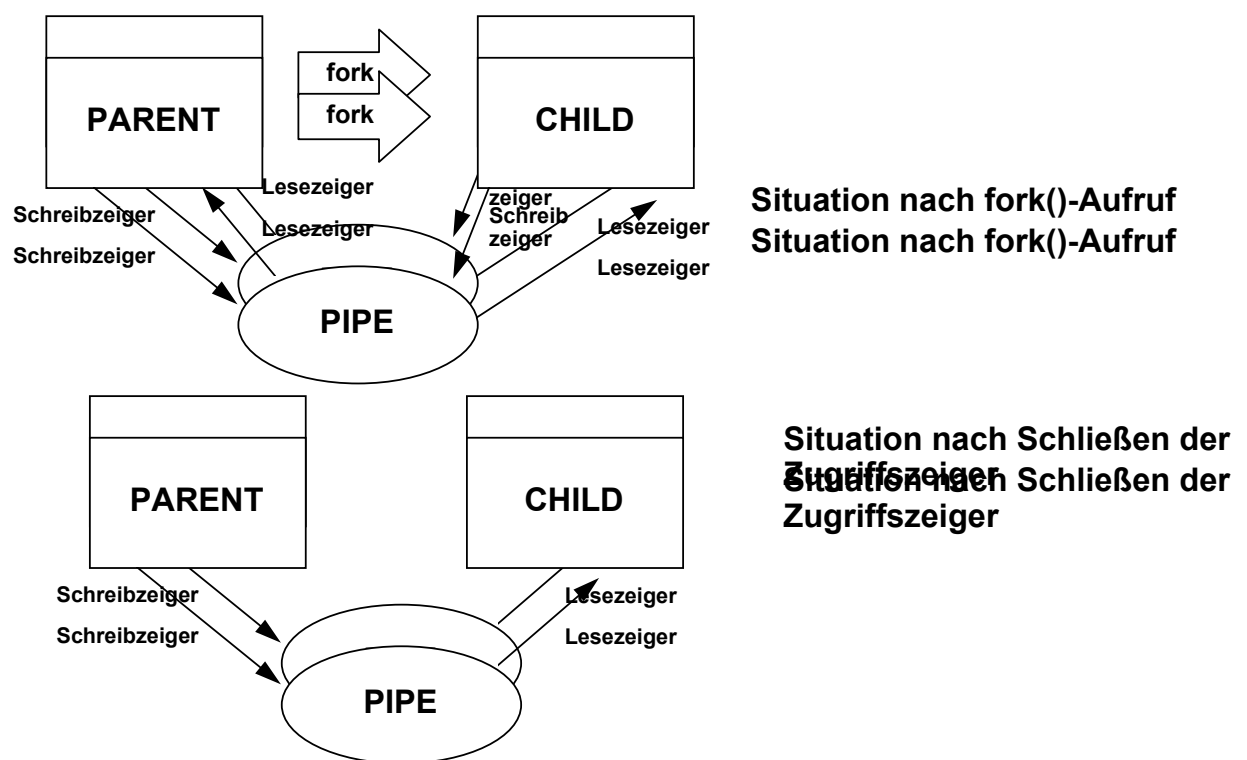 fork
fork
PARENT
CHILD
Lesezeiger
Schreibzeiger
zeiger
Schreib
zeiger
Lesezeiger
Lesezeiger
Schreibzeiger
Lesezeiger
PIPE
Situation nach fork()-Aufruf
Situation nach fork()-Aufruf
PARENT
CHILD
Situation nach Schließen der
Zugriffszeiger
Situation nach Schließen der
Zugriffszeiger
Schreibzeiger
Lesezeiger
Schreibzeiger
Lesezeiger
PIPE